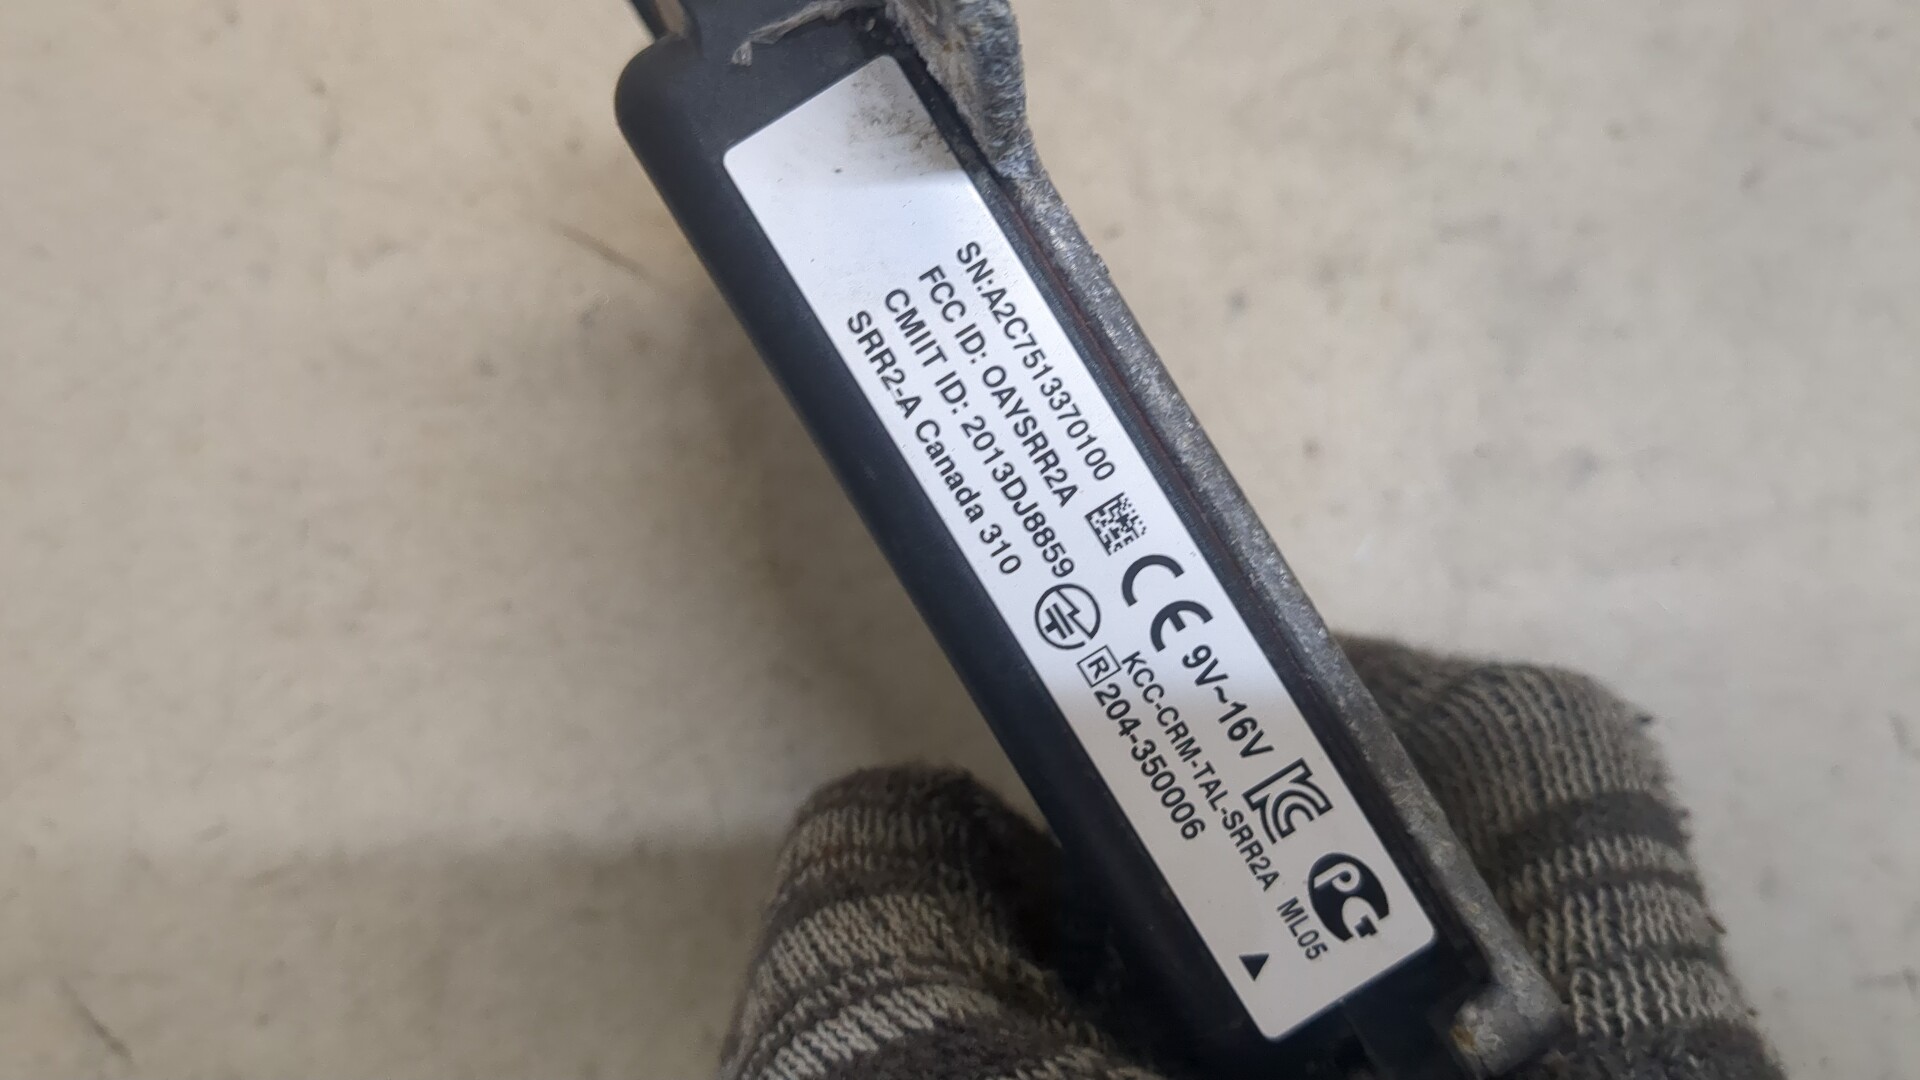 SN:A2C7513370100
FCC ID: OAYSRR2A
CMIIT ID: 2013DJ8859
SRR2-A Canada 310
CE 9V~16V
KCC-CRM-TAL-SRR2A
R 204-350006
ML05